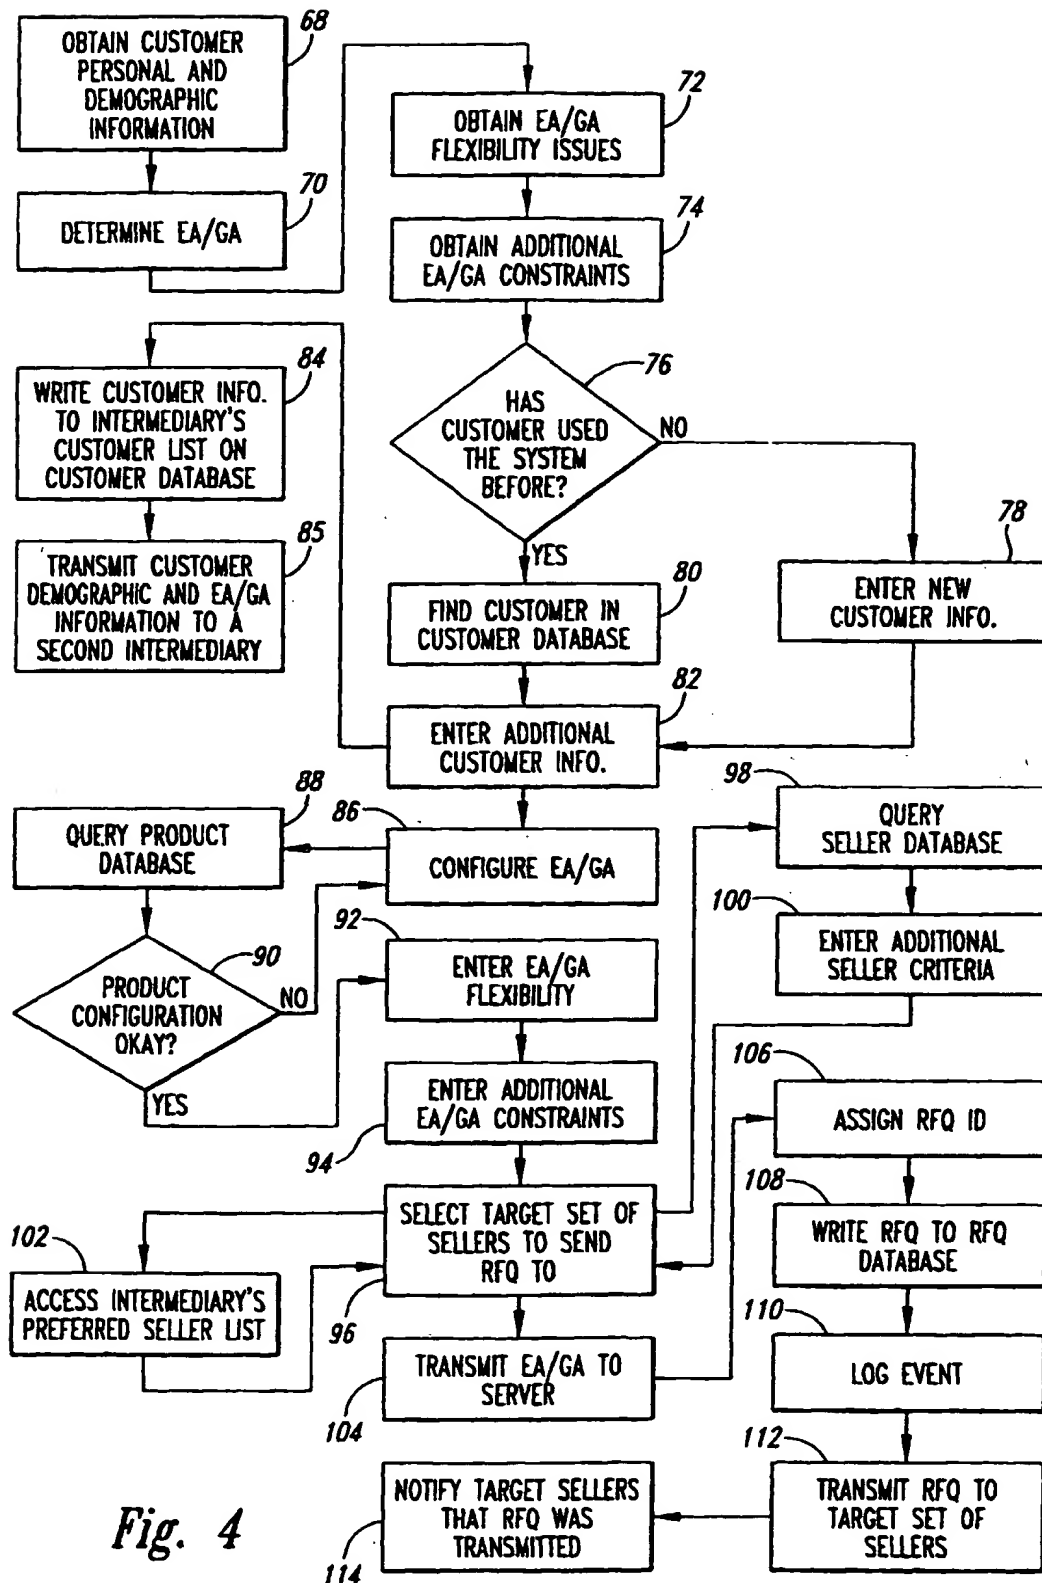 68
OBTAIN CUSTOMER
PERSONAL AND
DEMOGRAPHIC
INFORMATION
70
DETERMINE EA/GA
72
OBTAIN EA/GA
FLEXIBILITY ISSUES
74
OBTAIN ADDITIONAL
EA/GA CONSTRAINTS
76
HAS
CUSTOMER USED
THE SYSTEM
BEFORE?
NO
YES
78
ENTER NEW
CUSTOMER INFO.
80
FIND CUSTOMER IN
CUSTOMER DATABASE
82
ENTER ADDITIONAL
CUSTOMER INFO.
84
WRITE CUSTOMER INFO.
TO INTERMEDIARY'S
CUSTOMER LIST ON
CUSTOMER DATABASE
85
TRANSMIT CUSTOMER
DEMOGRAPHIC AND EA/GA
INFORMATION TO A
SECOND INTERMEDIARY
86
CONFIGURE EA/GA
88
QUERY PRODUCT
DATABASE
90
PRODUCT
CONFIGURATION
OKAY?
NO
YES
92
ENTER EA/GA
FLEXIBILITY
ENTER ADDITIONAL
EA/GA CONSTRAINTS
94
SELECT TARGET SET OF
SELLERS TO SEND
RFQ TO
96
98
QUERY
SELLER DATABASE
100
ENTER ADDITIONAL
SELLER CRITERIA
102
ACCESS INTERMEDIARY'S
PREFERRED SELLER LIST
TRANSMIT EA/GA TO
SERVER
104
106
ASSIGN RFQ ID
108
WRITE RFQ TO RFQ
DATABASE
110
LOG EVENT
112
TRANSMIT RFQ TO
TARGET SET OF
SELLERS
NOTIFY TARGET SELLERS
THAT RFQ WAS
TRANSMITTED
114
Fig. 4